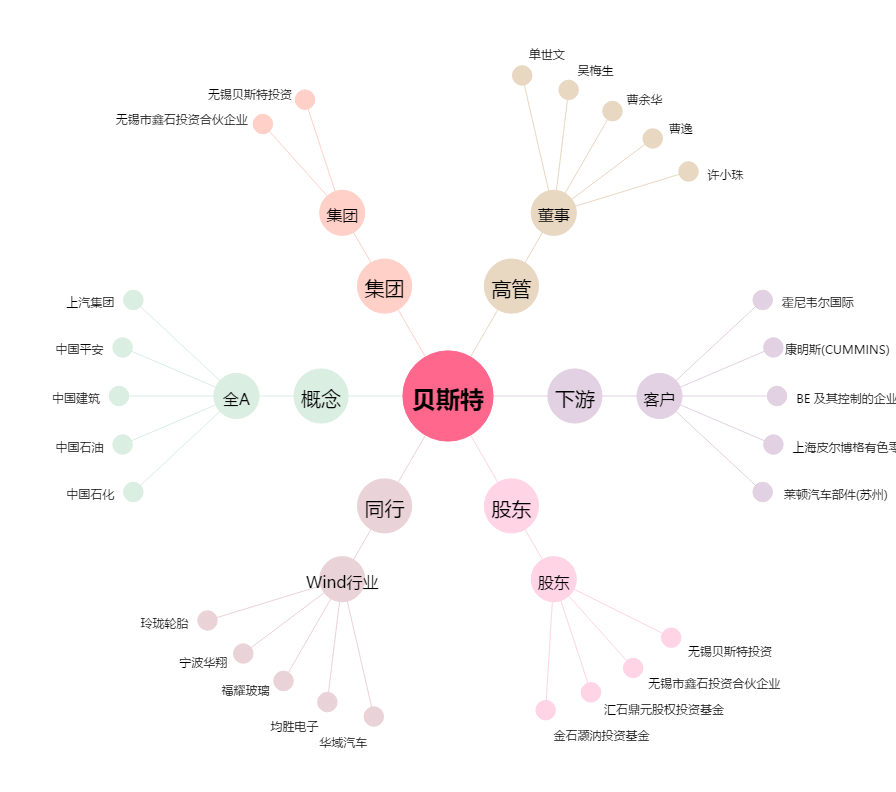 单世文
吴梅生
无锡贝斯特投资
曹余华
无锡市鑫石投资合伙企业
曹逸
许小珠
集团
董事
集团
高管
上汽集团
霍尼韦尔国际
中国平安
康明斯(CUMMINS)
中国建筑
全A
概念
贝斯特
下游
客户
BE 及其控制的企业
中国石油
上海皮尔博格有色零
中国石化
莱顿汽车部件(苏州)
同行
股东
Wind行业
股东
玲珑轮胎
无锡贝斯特投资
宁波华翔
无锡市鑫石投资合伙企业
福耀玻璃
汇石鼎元股权投资基金
均胜电子
金石灏汭投资基金
华域汽车